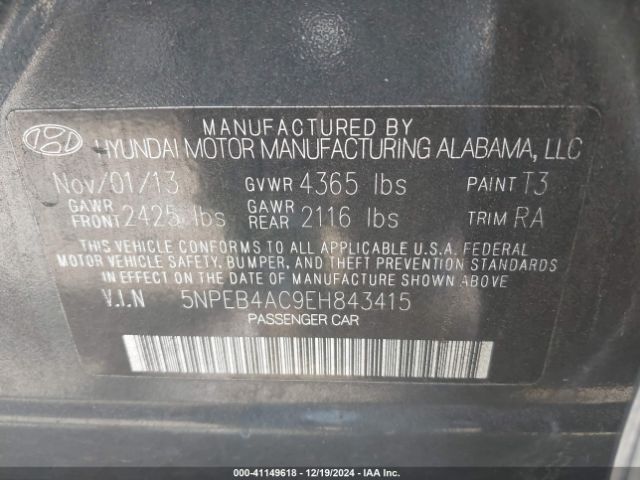 MANUFACTURED BY
HYUNDAI MOTOR MANUFACTURING ALABAMA, LLC
Nov/01/13 GVWR 4365 lbs PAINT T3
GAWR FRONT 2425 lbs GAWR REAR 2116 lbs TRIM RA
THIS VEHICLE CONFORMS TO ALL APPLICABLE U.S.A. FEDERAL
MOTOR VEHICLE SAFETY, BUMPER, AND THEFT PREVENTION STANDARDS
IN EFFECT ON THE DATE OF MANUFACTURE SHOWN ABOVE
V.I.N 5NPEB4AC9EH843415
PASSENGER CAR
000-41149618 - 12/19/2024 - IAA Inc.